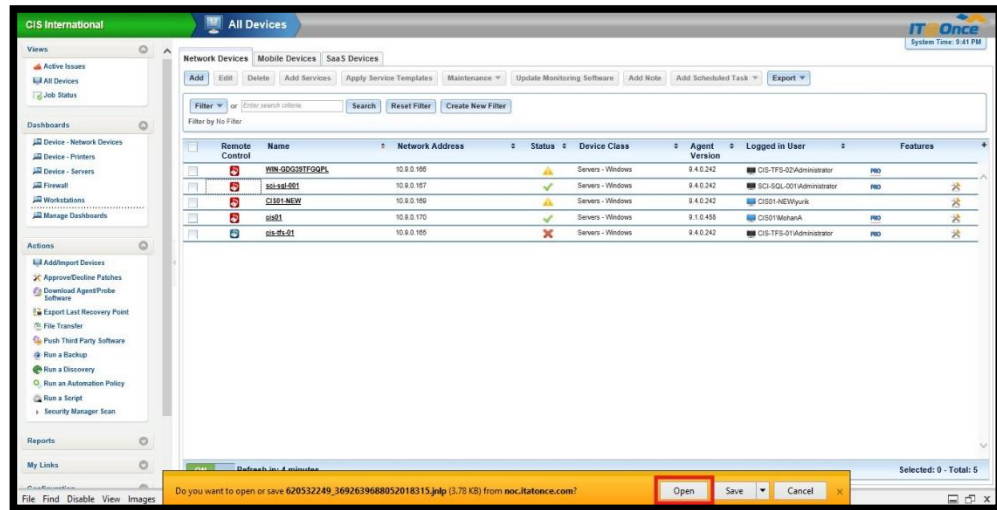 CIS International
All Devices
IT@Once
System Time: 9:41 PM
Views
Active Issues
All Devices
Job Status
Dashboards
Device - Network Devices
Device - Printers
Device - Servers
Firewall
Workstations
Manage Dashboards
Actions
Add/Import Devices
Approve/Decline Patches
Download Agent/Probe
Software
Export Last Recovery Point
File Transfer
Push Third Party Software
Run a Backup
Run a Discovery
Run an Automation Policy
Run a Script
Security Manager Scan
Reports
My Links
Configuration
Network Devices Mobile Devices SaaS Devices
Add Edit Delete Add Services Apply Service Templates Maintenance Update Monitoring Software Add Note Add Scheduled Task Export
Filter or Enter search criteria Search Reset Filter Create New Filter
Filter by No Filter
Remote Control Name Network Address Status Device Class Agent Version Logged in User Features
WIN-GDG39TFGQPL 10.9.0.166 Servers - Windows 9.4.0.242 CIS-TFS-02\Administrator PRO
sci-sql-001 10.9.0.167 Servers - Windows 9.4.0.242 SCI-SQL-001\Administrator PRO
CIS01-NEW 10.9.0.169 Servers - Windows 9.4.0.242 CIS01-NEW\yurik
cis01 10.9.0.170 Servers - Windows 9.1.0.458 CIS01\MohanA PRO
cis-tfs-01 10.9.0.165 Servers - Windows 9.4.0.242 CIS-TFS-01\Administrator PRO
ON Refresh in: 4 minutes Selected: 0 - Total: 5
Do you want to open or save 620532249_3692639688052018315.jnlp (3.78 KB) from noc.itatonce.com? Open Save Cancel x
File Find Disable View Images